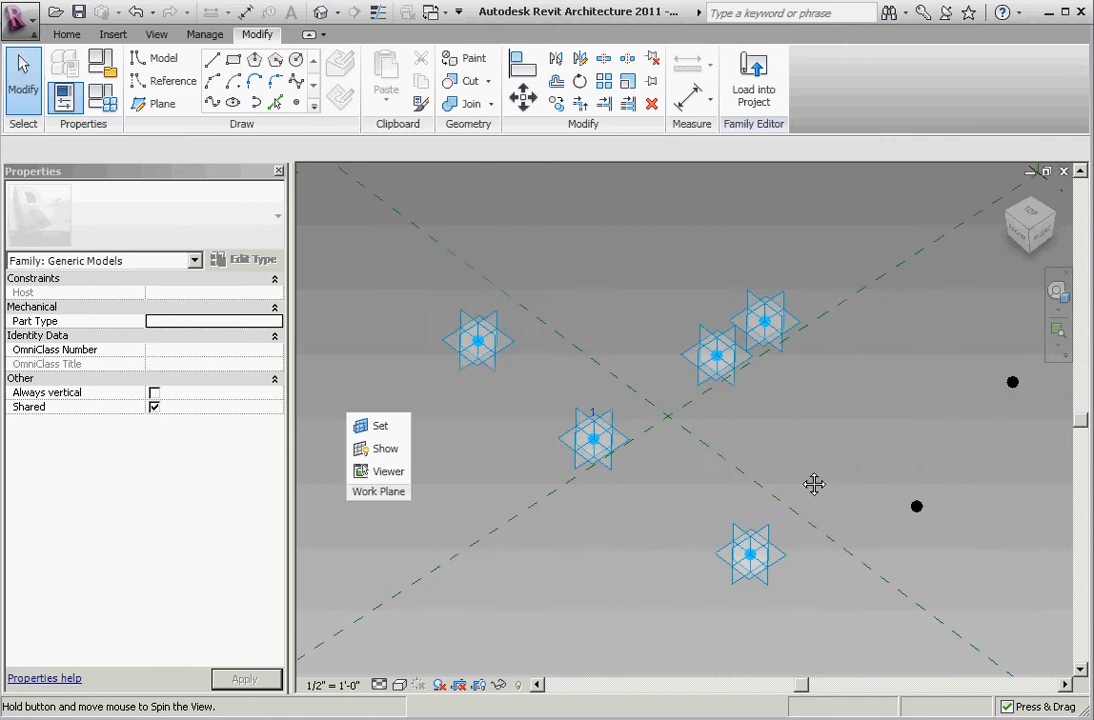 Autodesk Revit Architecture 2011 -...
Type a keyword or phrase
Home Insert View Manage Modify
Modify
Model
Reference
Plane
Paste
Paint
Cut
Join
Load into
Project
Select Properties Draw Clipboard Geometry Modify Measure Family Editor
Properties
Family: Generic Models
Edit Type
Constraints
Host
Mechanical
Part Type
Identity Data
OmniClass Number
OmniClass Title
Other
Always vertical
Shared
Properties help
Apply
Set
Show
Viewer
Work Plane
1
TOP
1/2" = 1'-0"
Hold button and move mouse to Spin the View.
Press & Drag